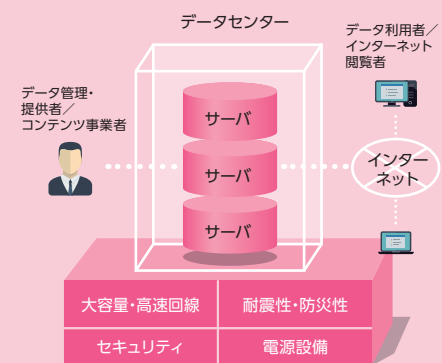 データセンター
データ利用者／
インターネット
閲覧者
データ管理・
提供者／
コンテンツ事業者
サーバ
サーバ
サーバ
インター
ネット
大容量・高速回線
耐震性・防災性
セキュリティ
電源設備